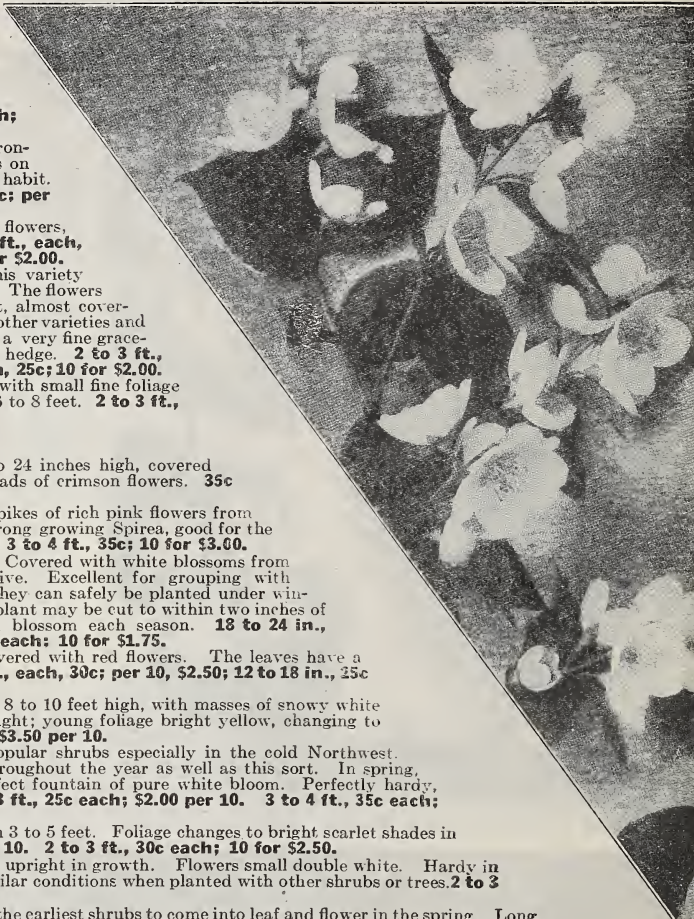 h;
ron-
s on
habit.
c; per
flowers,
ft., each,
r $2.00.
his variety
The flowers
t, almost cover-
other varieties and
a very fine grace-
hedge. 2 to 3 ft.,
, 25c; 10 for $2.00.
with small fine foliage
6 to 8 feet. 2 to 3 ft.,
o 24 inches high, covered
ads of crimson flowers. 35c
pikes of rich pink flowers from
rong growing Spirea, good for the
3 to 4 ft., 35c; 10 for $3.00.
Covered with white blossoms from
ive. Excellent for grouping with
hey can safely be planted under win-
plant may be cut to within two inches of
blossom each season. 18 to 24 in.,
each: 10 for $1.75.
vered with red flowers. The leaves have a
., each, 30c; per 10, $2.50; 12 to 18 in., 25c
8 to 10 feet high, with masses of snowy white
ght; young foliage bright yellow, changing to
$3.50 per 10.
opular shrubs especially in the cold Northwest.
roughout the year as well as this sort. In spring,
fect fountain of pure white bloom. Perfectly hardy,
3 ft., 25c each; $2.00 per 10. 3 to 4 ft., 35c each;
h 3 to 5 feet. Foliage changes to bright scarlet shades in
10. 2 to 3 ft., 30c each; 10 for $2.50.
upright in growth. Flowers small double white. Hardy in
ilar conditions when planted with other shrubs or trees. 2 to 3
the earliest shrubs to come into leaf and flower in the spring. Long